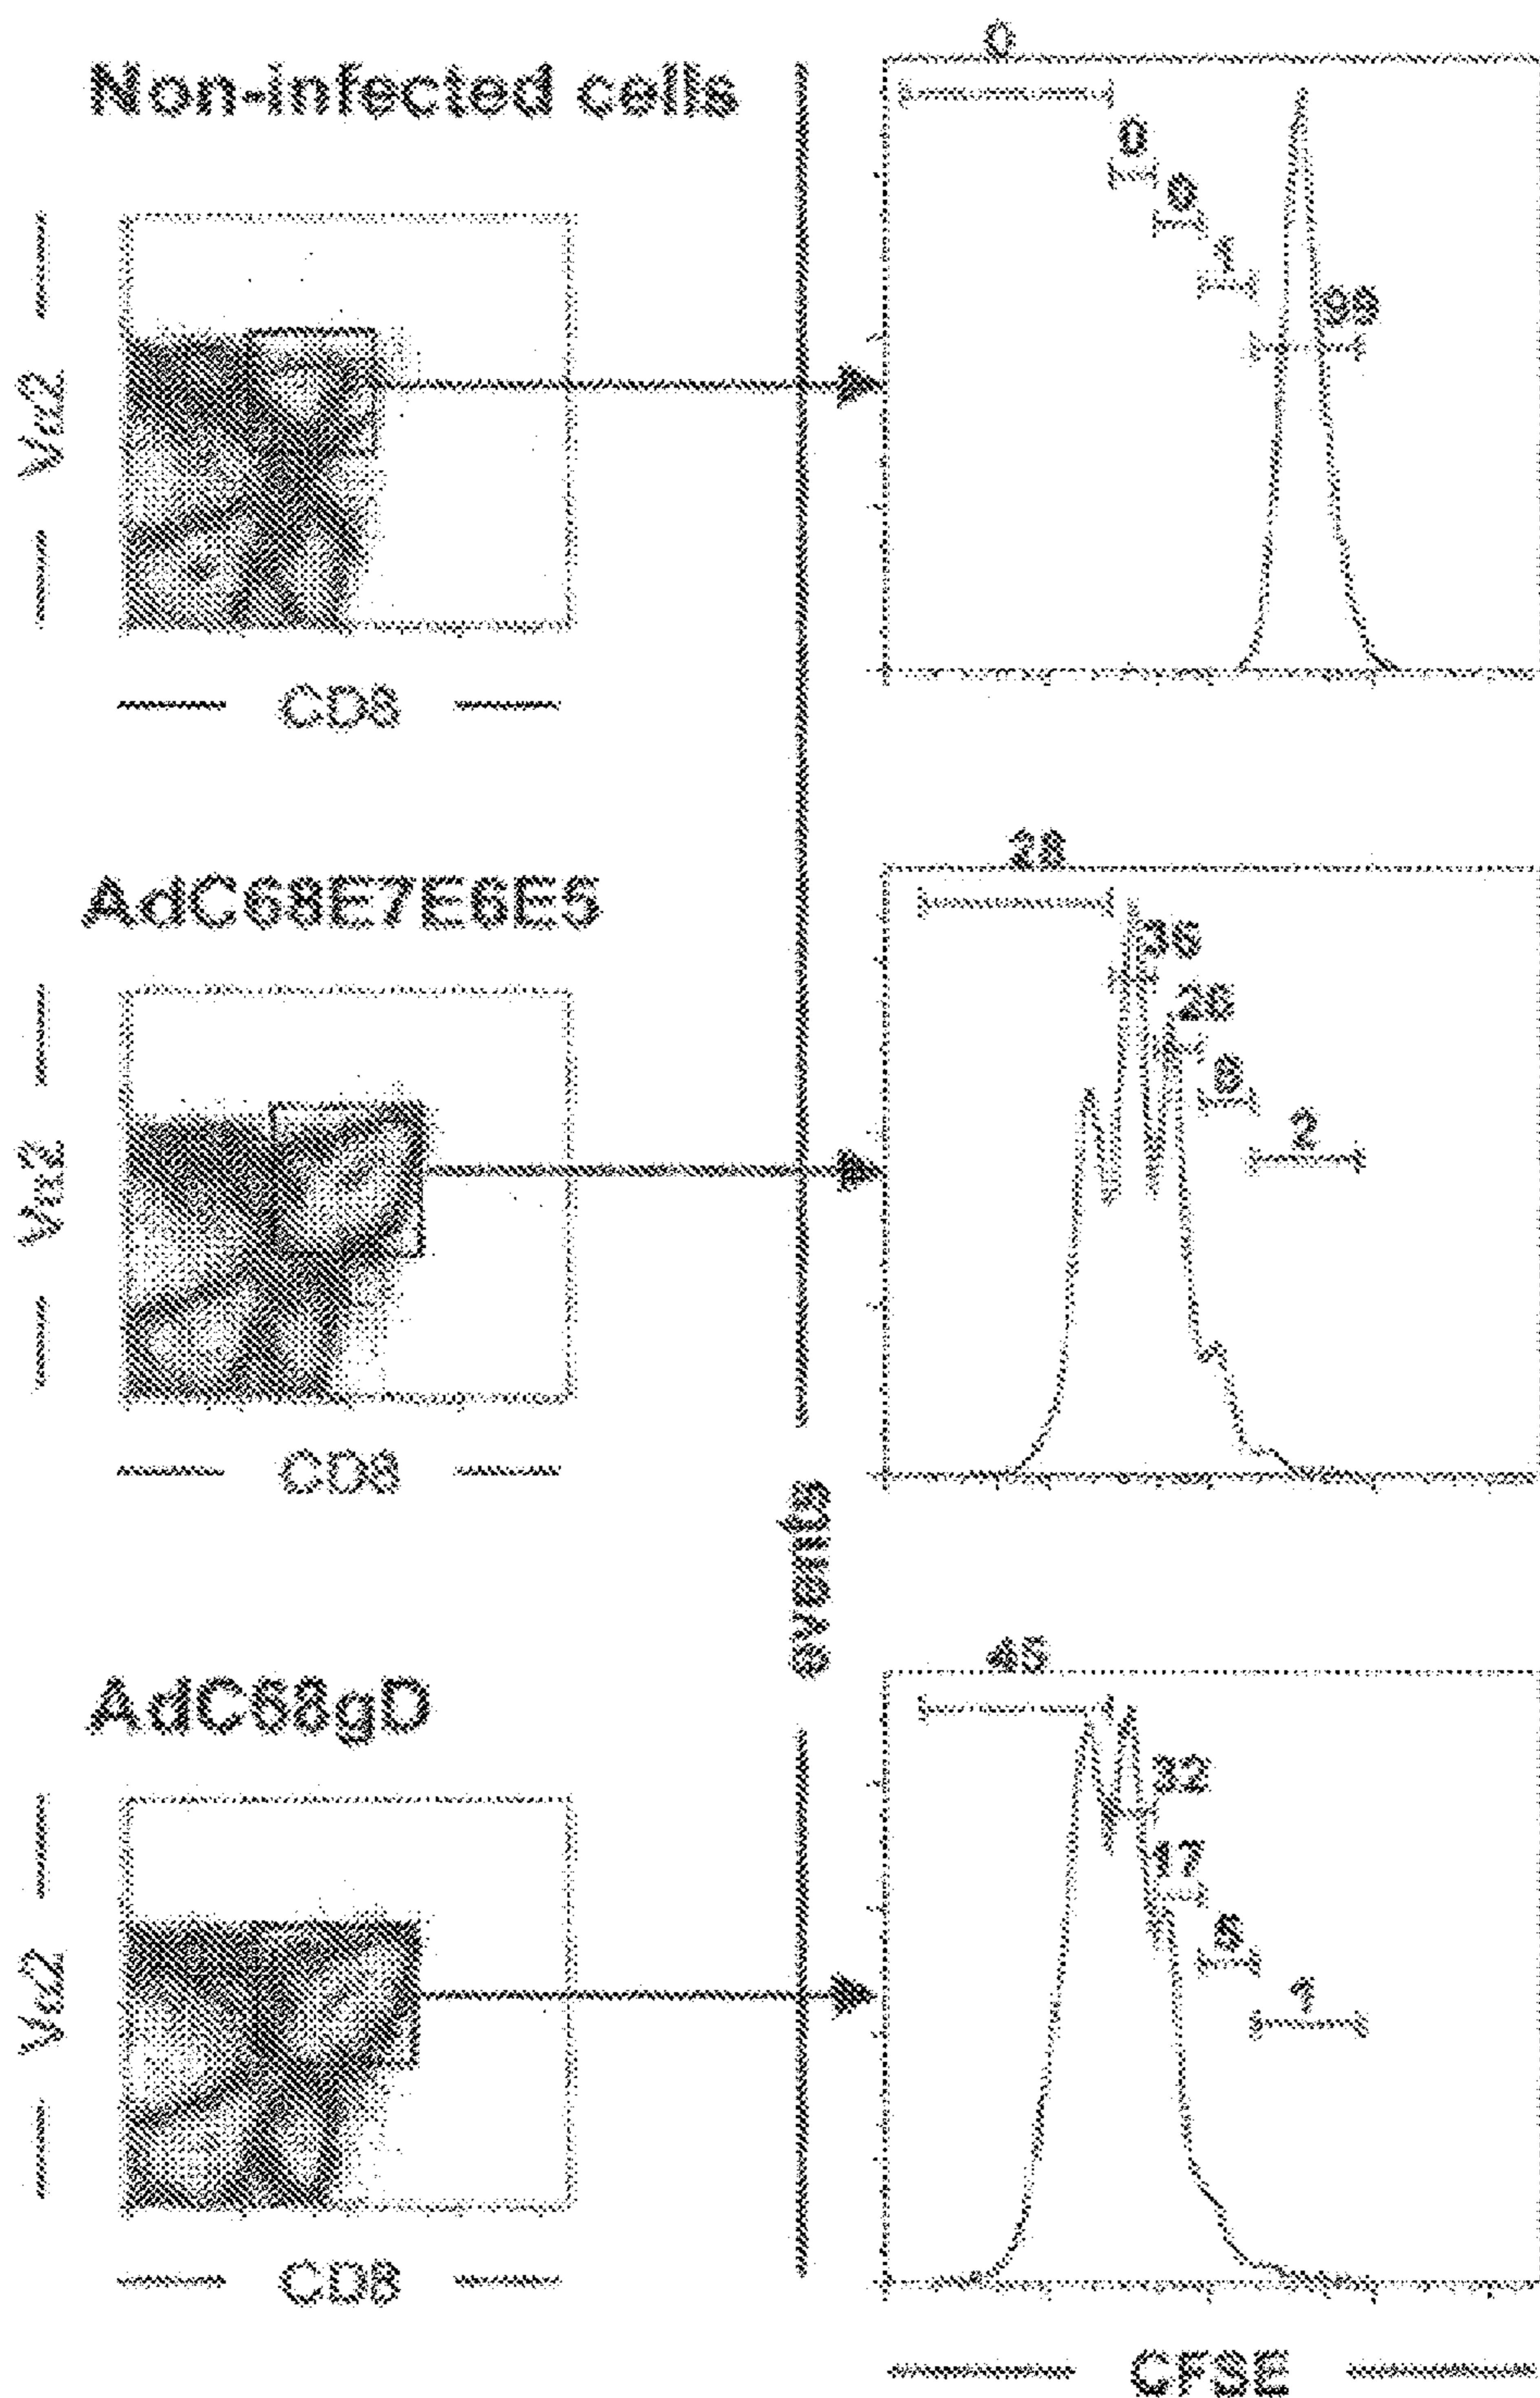 Non-infected cells
Vα2
CD8
0
0
0
1
99
AdC68E7E6E5
Vα2
CD8
28
36
26
8
2
events
AdC68gD
Vα2
CD8
45
32
17
5
1
CFSE